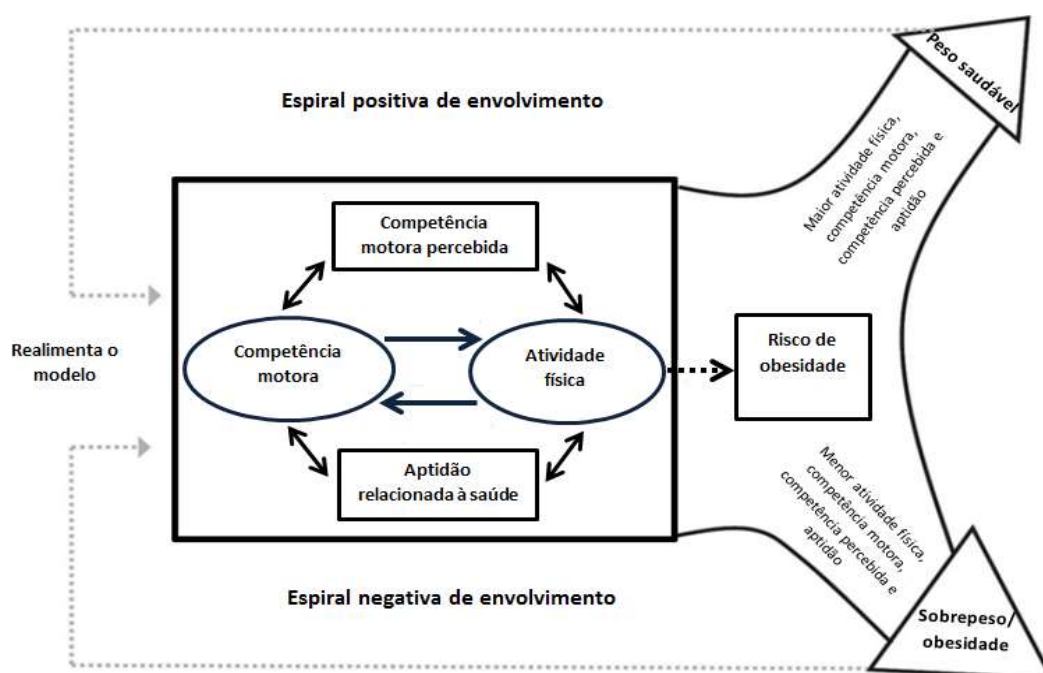 Peso saudável
Espiral positiva de envolvimento
Maior atividade física,
competência motora,
competência percebida e
aptidão
Competência
motora percebida
Realimenta o
modelo
Competência
motora
Atividade
física
Risco de
obesidade
Aptidão
relacionada à saúde
Menor atividade física,
competência motora,
competência percebida e
aptidão
Espiral negativa de envolvimento
Sobrepeso/
obesidade